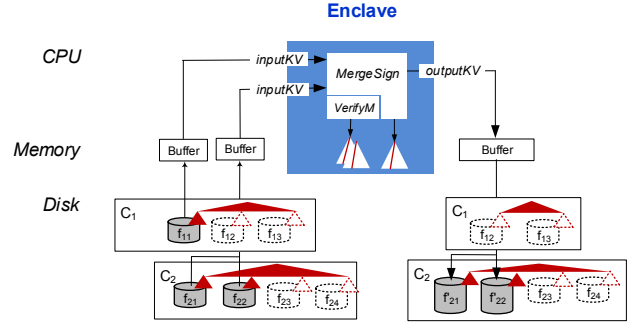 Enclave
CPU
inputKV
MergeSign
outputKV
inputKV
VerifyM
Memory
Buffer
Buffer
Buffer
Disk
C1
f11
f12
f13
C1
f12
f13
C2
f21
f22
f23
f24
C2
f'21
f'22
f23
f24